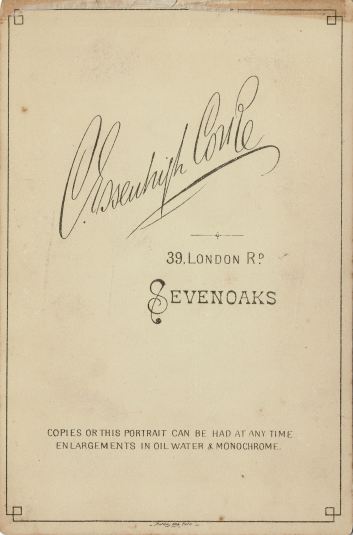 C. Essenhigh Corke
39, LONDON RD
SEVENOAKS
COPIES OR THIS PORTRAIT CAN BE HAD AT ANY TIME
ENLARGEMENTS IN OIL WATER & MONOCHROME.